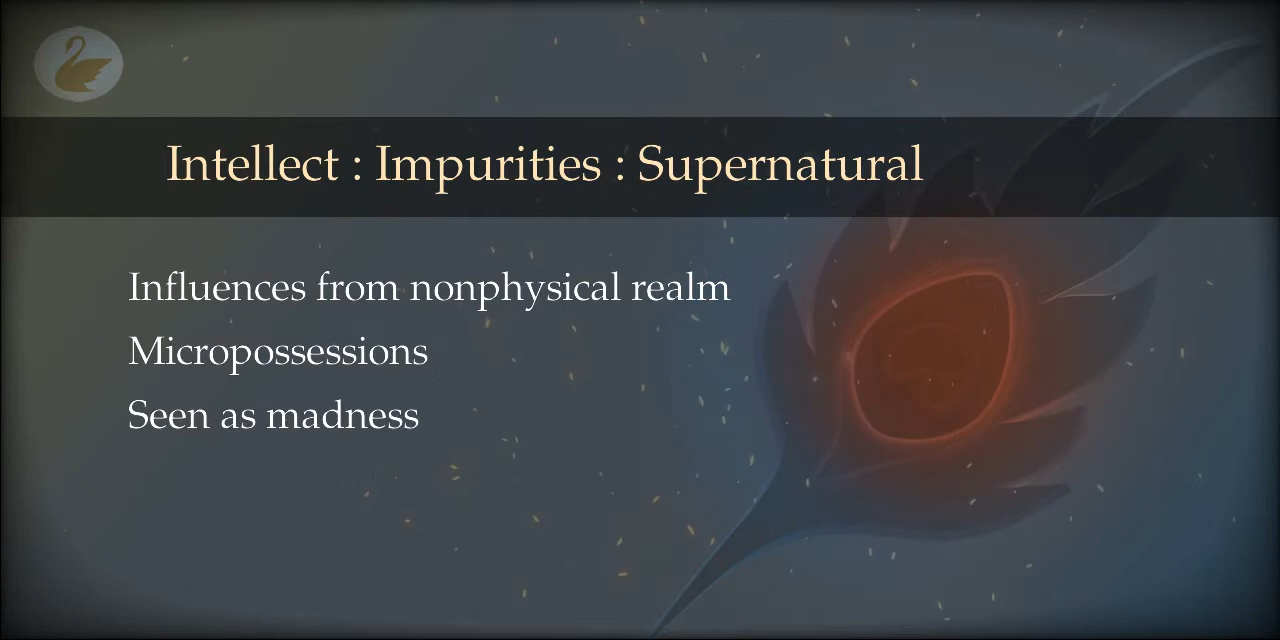 Intellect : Impurities : Supernatural
Influences from nonphysical realm
Micropossessions
Seen as madness